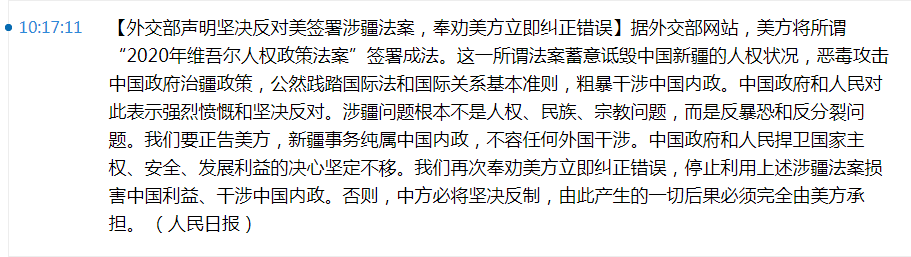 10:17:11 【外交部声明坚决反对美签署涉疆法案，奉劝美方立即纠正错误】据外交部网站，美方将所谓
“2020年维吾尔人权政策法案”签署成法。这一所谓法案蓄意诋毁中国新疆的人权状况，恶毒攻击
中国政府治疆政策，公然践踏国际法和国际关系基本准则，粗暴干涉中国内政。中国政府和人民对
此表示强烈愤慨和坚决反对。涉疆问题根本不是人权、民族、宗教问题，而是反暴恐和反分裂问
题。我们要正告美方，新疆事务纯属中国内政，不容任何外国干涉。中国政府和人民捍卫国家主
权、安全、发展利益的决心坚定不移。我们再次奉劝美方立即纠正错误，停止利用上述涉疆法案损
害中国利益、干涉中国内政。否则，中方必将坚决反制，由此产生的一切后果必须完全由美方承
担。（人民日报）